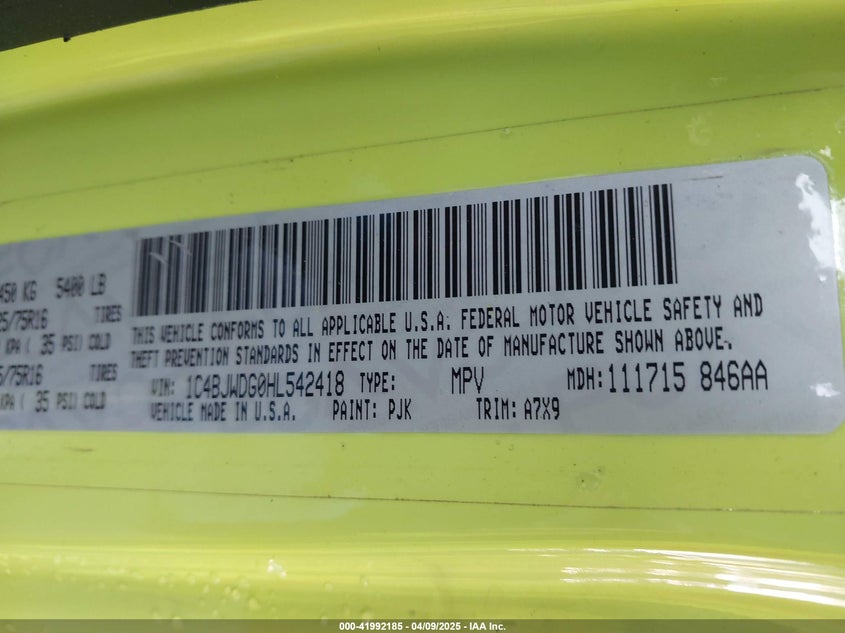 450 KG 5400 LB
/75R16 TIRES
KPA ( 35 PSI) COLD
/75R16 TIRES
KPA ( 35 PSI) COLD
THIS VEHICLE CONFORMS TO ALL APPLICABLE U.S.A. FEDERAL MOTOR VEHICLE SAFETY AND
THEFT PREVENTION STANDARDS IN EFFECT ON THE DATE OF MANUFACTURE SHOWN ABOVE.
VIN: 1C4BJWDG0HL542418 TYPE: MPV MDH: 111715 846AA
VEHICLE MADE IN U.S.A. PAINT: PJK TRIM: A7X9
000-41992185 | 04/09/2025 - IAA Inc.